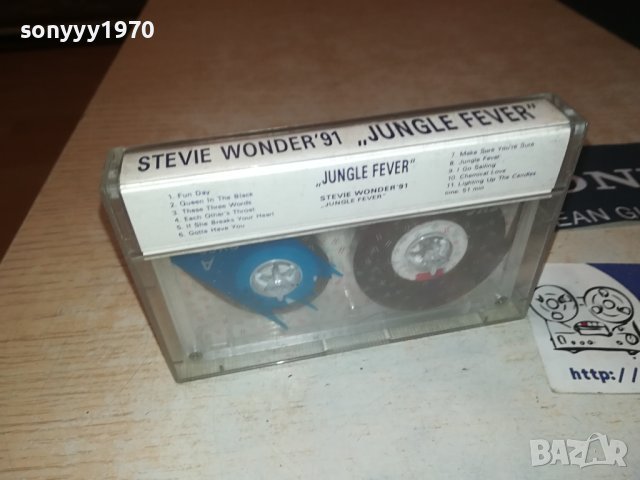 sonyyy1970
STEVIE WONDER'91 „JUNGLE FEVER"
1. Fun Day
2. Queen In The Black
3. These Three Words
4. Each Other's Throat
5. If She Breaks Your Heart
6. Gotta Have You
„JUNGLE FEVER"
STEVIE WONDER'91
„JUNGLE FEVER"
7. Make Sure You're Sure
8. Jungle Fever
9. I Go Sailing
10. Chemical Love
11. Lighting Up The Candles
time: 51 min
A
http://
BAZAR